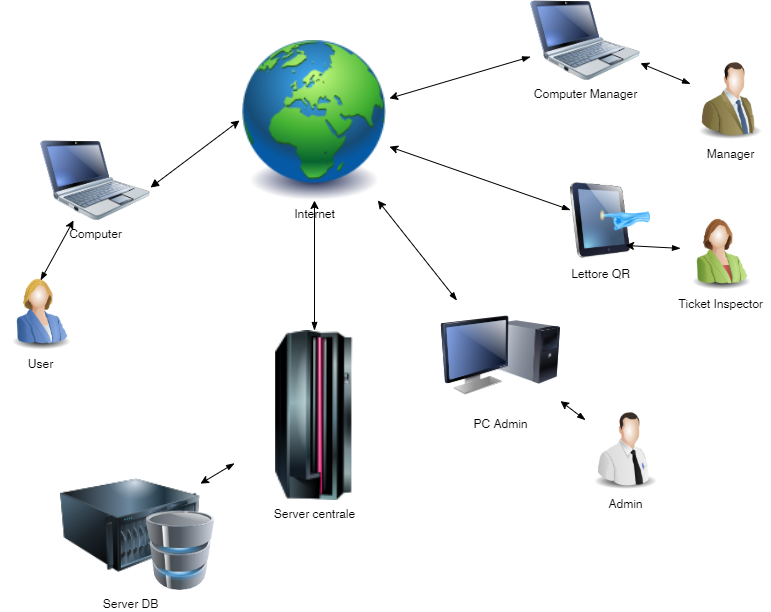 Computer Manager
Manager
Internet
Computer
Lettore QR
Ticket Inspector
User
PC Admin
Admin
Server centrale
Server DB